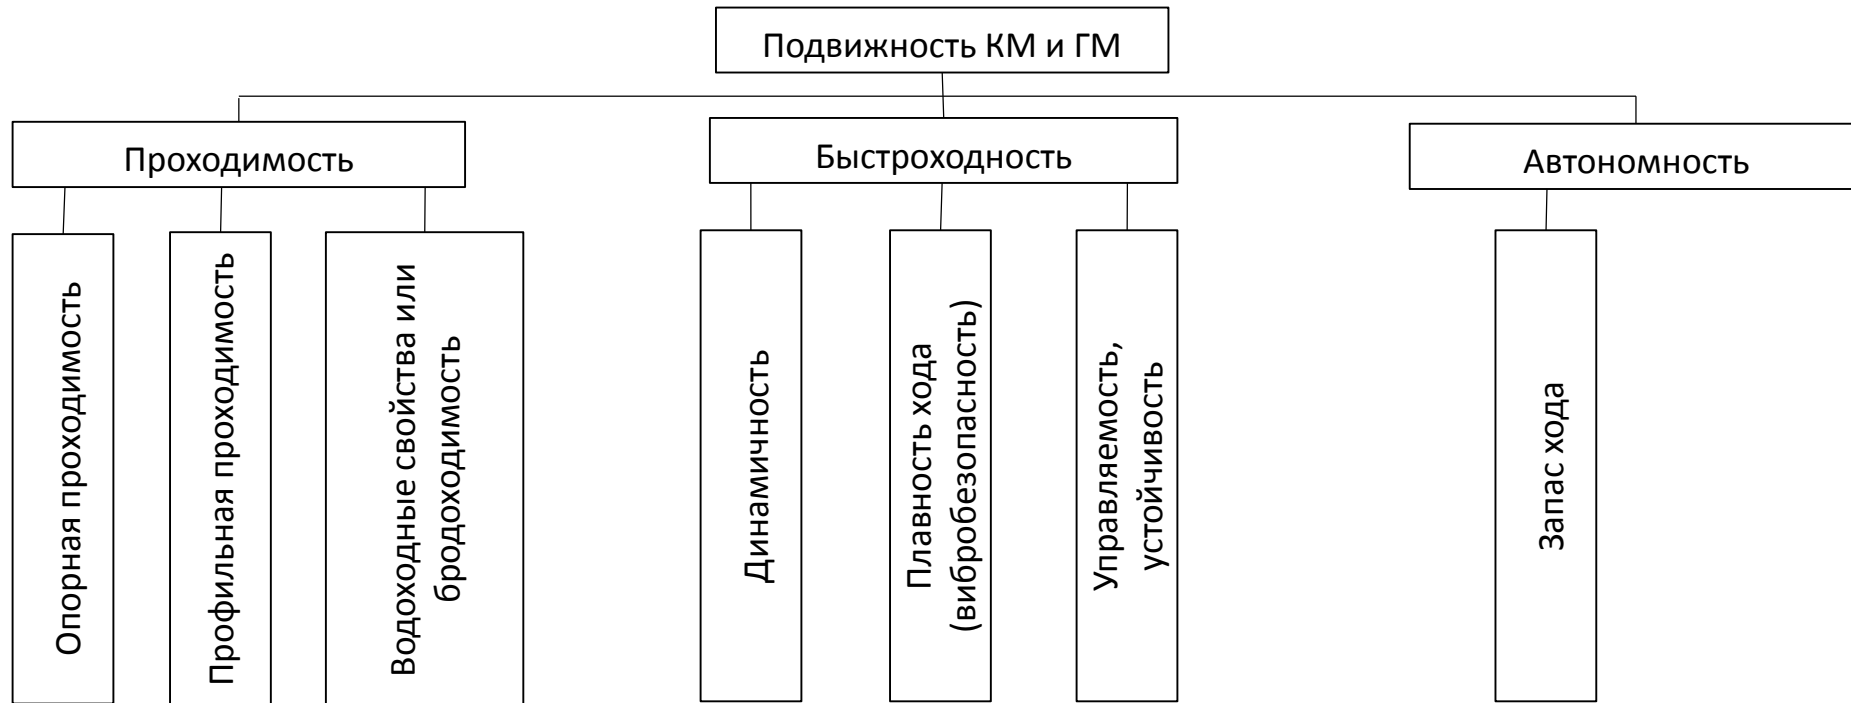 Подвижность КМ и ГМ
Проходимость
Быстроходность
Автономность
Опорная проходимость
Профильная проходимость
Водоходные свойства или
бродоходимость
Динамичность
Плавность хода
(вибробезопасность)
Управляемость,
устойчивость
Запас хода